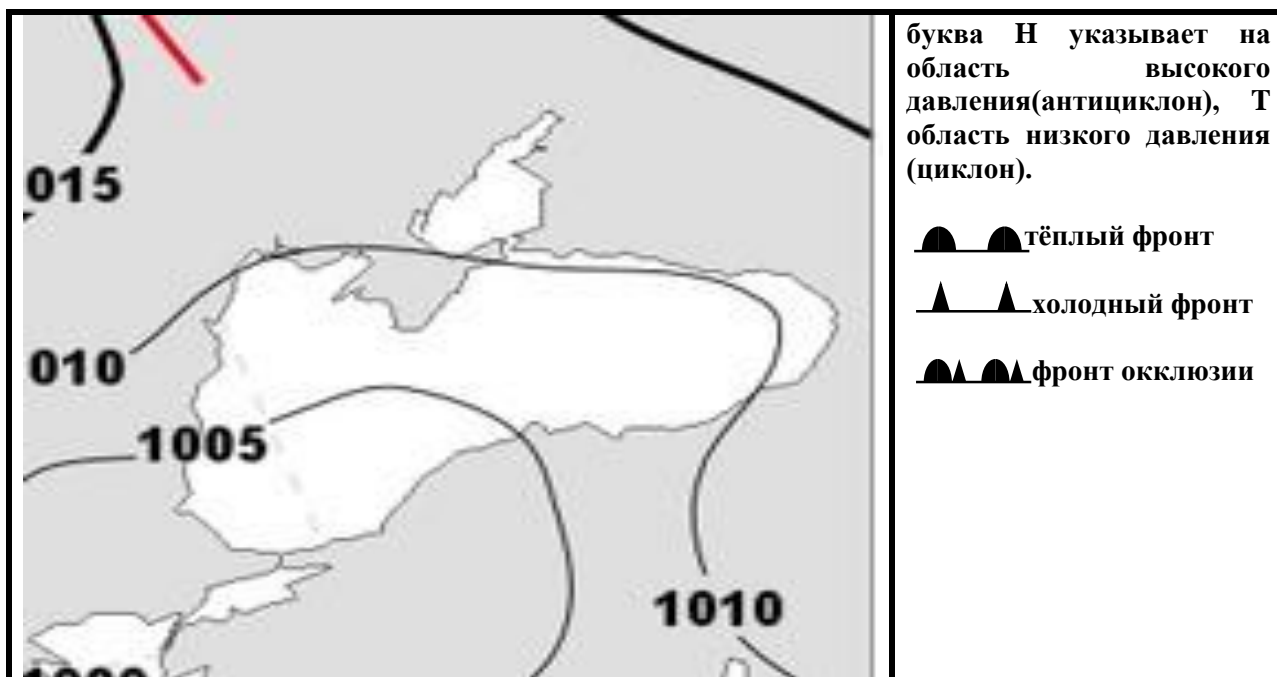 015
010
1005
1010
буква Н указывает на
область высокого
давления(антициклон), Т
область низкого давления
(циклон).
тёплый фронт
холодный фронт
фронт окклюзии